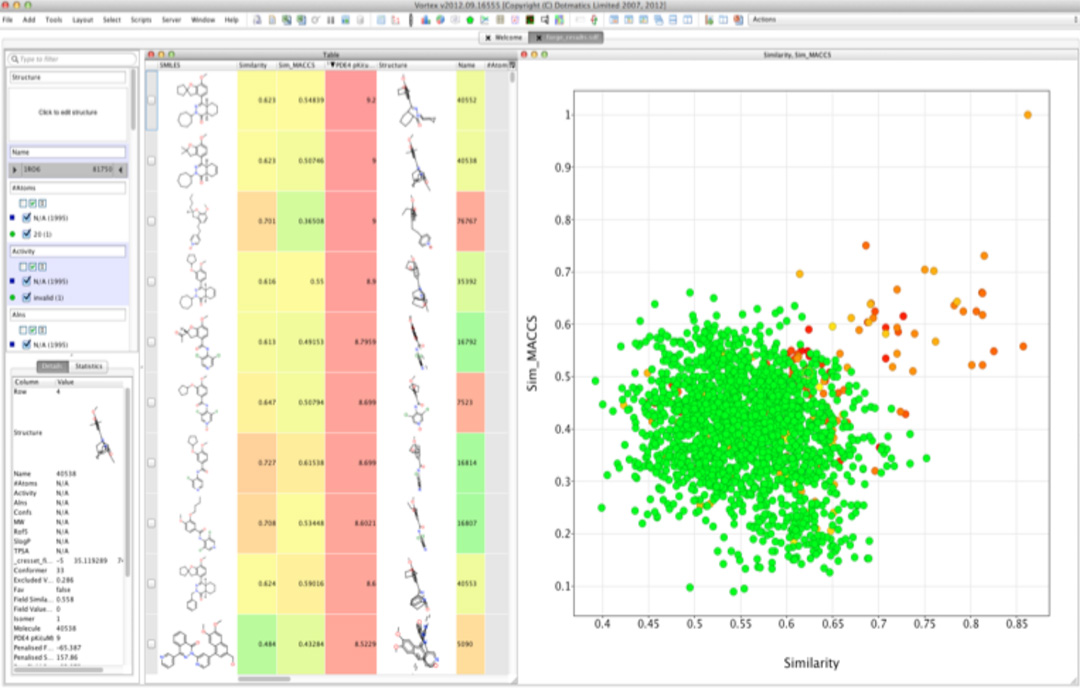 Vortex v2012.09.16555 [Copyright (C) Dotmatics Limited 2007, 2012]
File Add Tools Layout Select Scripts Server Window Help Actions
Welcome
Type to filter
Structure
Click to edit structure
Name
1RO6 81750
#Atoms
N/A (1995)
20 (1)
Activity
N/A (1995)
invalid (1)
Alns
N/A (1995)
Details Statistics
Column Value
Row 4
Structure
Name 40538
#Atoms N/A
Activity N/A
Alns N/A
Confs N/A
MW N/A
Rof5 N/A
SlogP N/A
TPSA N/A
_cresset_fi... -5 35.119289
Conformer 33
Excluded V... 0.286
Fav false
Field Simila... 0.558
Field Value... 0
Isomer 1
Molecule 40538
PDE4 pKi(uM) 9
Penalised F... -65.387
Penalised S... 157.86
Table
SMILES Similarity Sim_MACCS PDE4 pKi(u... Structure Name #Atom
0.623 0.54839 9.2 40552
0.623 0.50746 9 40538
0.701 0.36508 9 76767
0.616 0.55 8.9 35392
0.613 0.49153 8.7959 16792
0.647 0.50794 8.699 7523
0.727 0.61538 8.699 16814
0.708 0.53448 8.6021 16807
0.624 0.59016 8.6 40553
0.484 0.43284 8.5229 5090
Similarity, Sim_MACCS
Sim_MACCS
1
0.9
0.8
0.7
0.6
0.5
0.4
0.3
0.2
0.1
0.4 0.45 0.5 0.55 0.6 0.65 0.7 0.75 0.8 0.85
Similarity